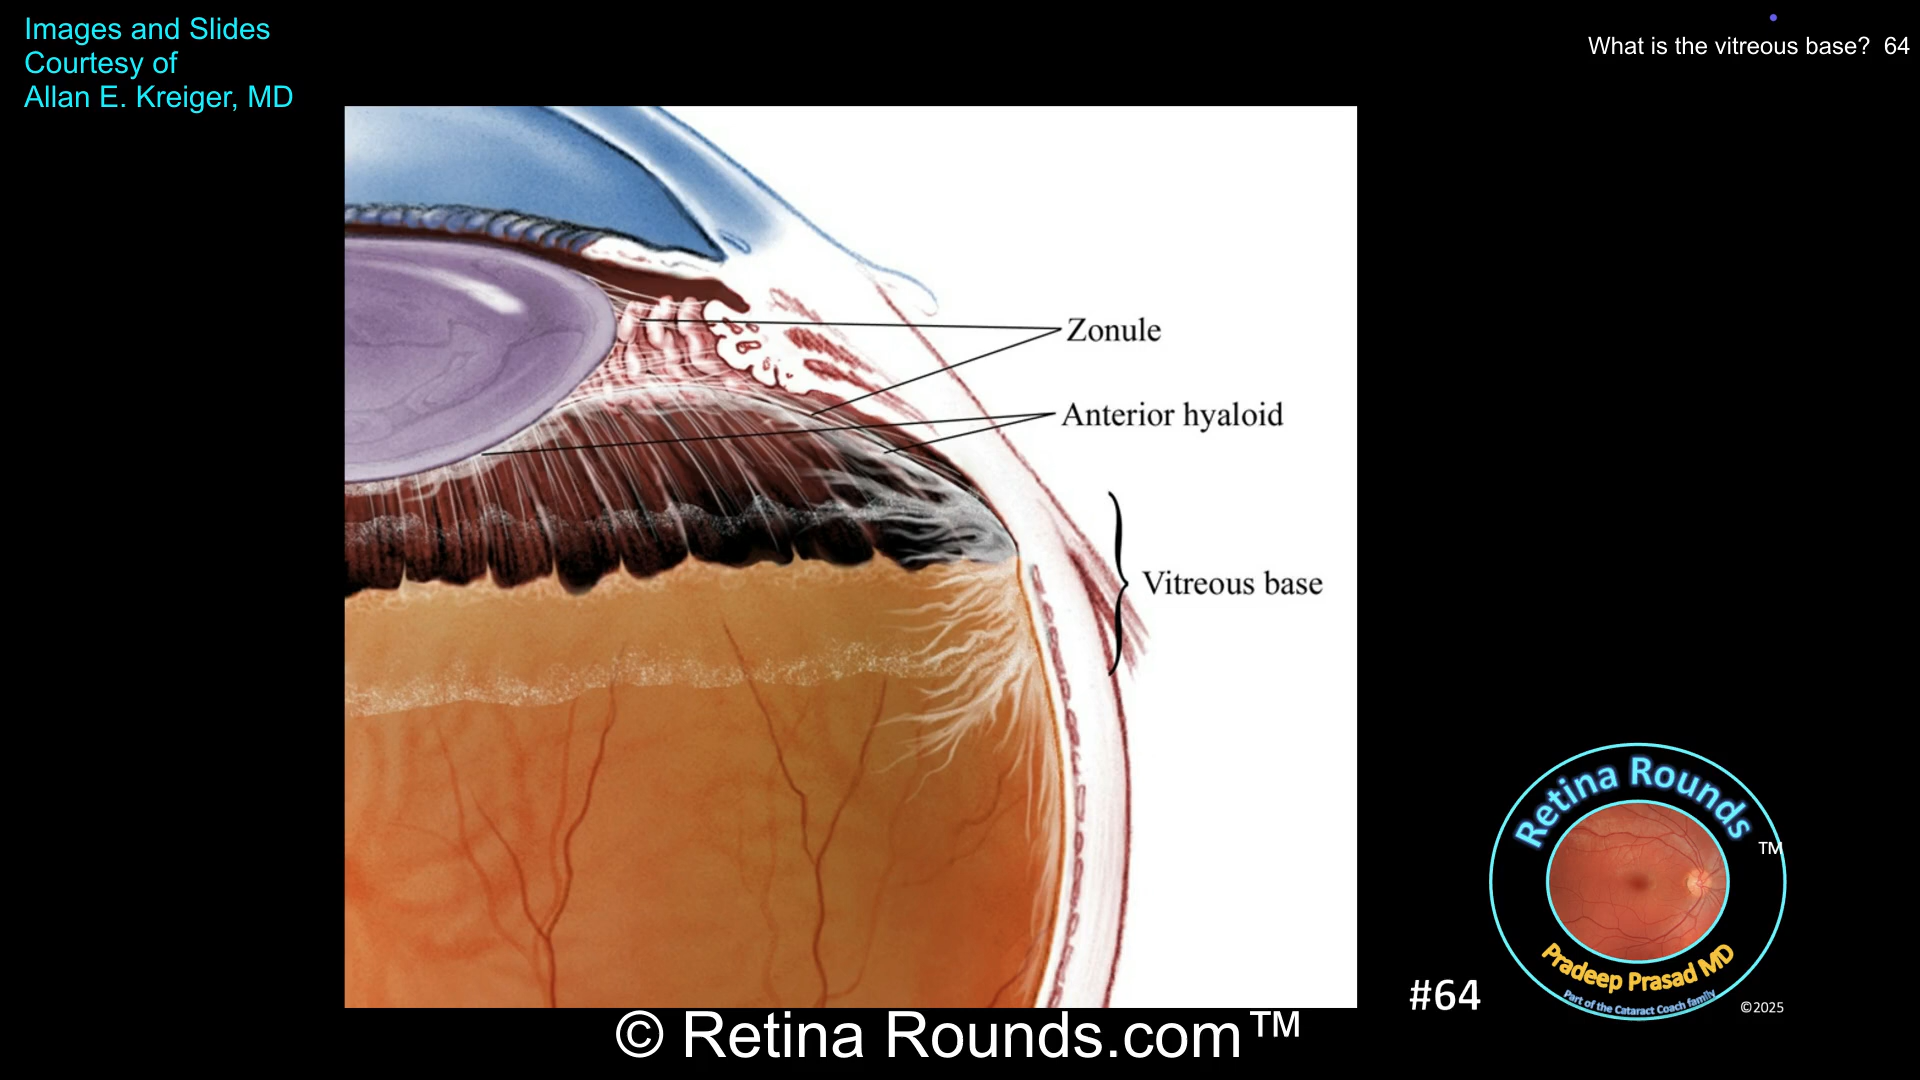 Images and Slides
Courtesy of
Allan E. Kreiger, MD
What is the vitreous base?  64
Zonule
Anterior hyaloid
Vitreous base
Retina Rounds
TM
Pradeep Prasad MD
Part of the Cataract Coach family
#64
©2025
© Retina Rounds.com™